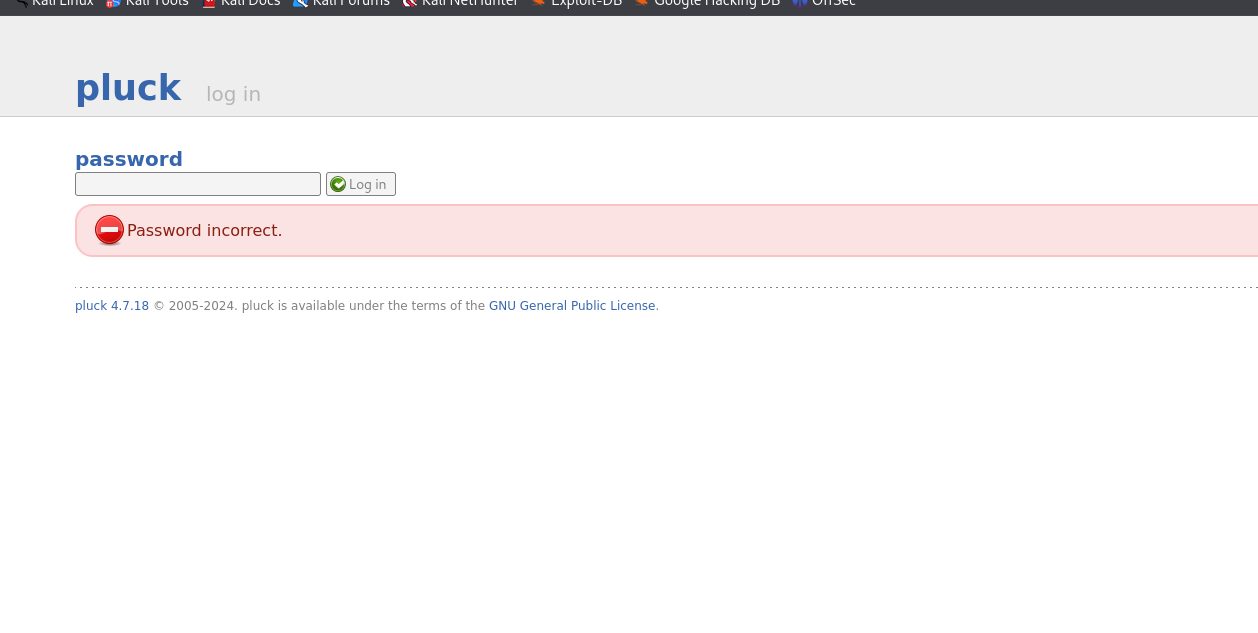 Kali Linux Kali Tools Kali Docs Kali Forums Kali NetHunter Exploit-DB Google Hacking DB OffSec
pluck log in
password
Log in
Password incorrect.
pluck 4.7.18 © 2005-2024. pluck is available under the terms of the GNU General Public License.